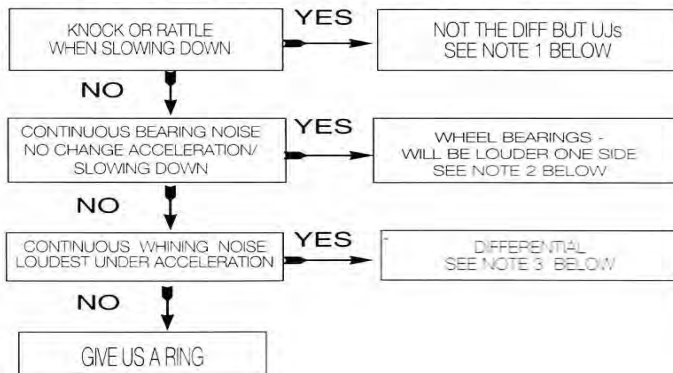 KNOCK OR RATTLE
WHEN SLOWING DOWN
YES
NOT THE DIFF BUT UJs
SEE NOTE 1 BELOW
NO
CONTINUOUS BEARING NOISE
NO CHANGE ACCELERATION/
SLOWING DOWN
YES
WHEEL BEARINGS -
WILL BE LOUDER ONE SIDE
SEE NOTE 2 BELOW
NO
CONTINUOUS WHINING NOISE
LOUDEST UNDER ACCELERATION
YES
DIFFERENTIAL
SEE NOTE 3 BELOW
NO
GIVE US A RING